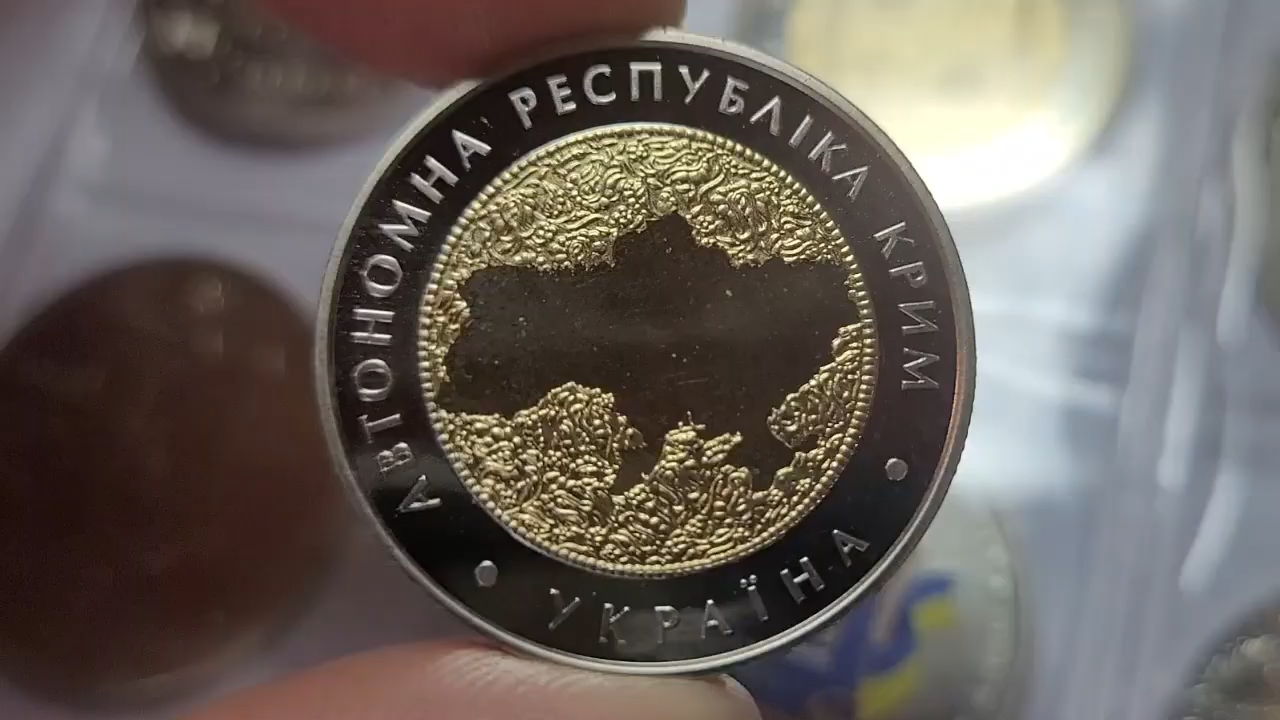 АВТОНОМНА РЕСПУБЛІКА КРИМ
УКРАЇНА